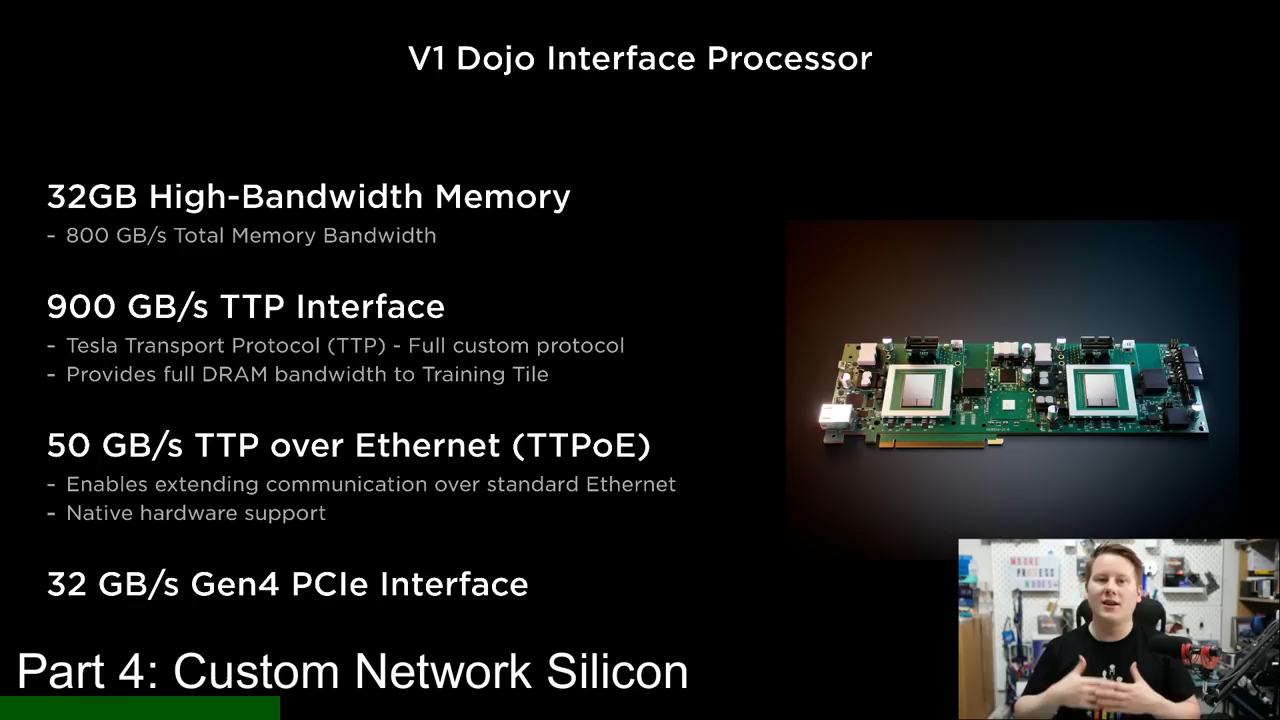 V1 Dojo Interface Processor
32GB High-Bandwidth Memory
- 800 GB/s Total Memory Bandwidth
900 GB/s TTP Interface
- Tesla Transport Protocol (TTP) - Full custom protocol
- Provides full DRAM bandwidth to Training Tile
50 GB/s TTP over Ethernet (TTPoE)
- Enables extending communication over standard Ethernet
- Native hardware support
32 GB/s Gen4 PCIe Interface
Part 4: Custom Network Silicon